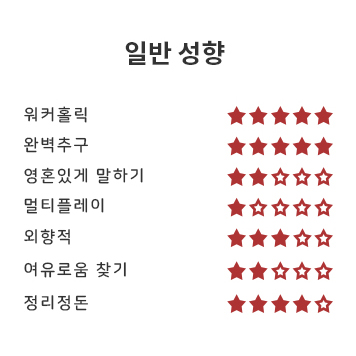 일반 성향
워커홀릭 ★★★★★
완벽추구 ★★★★★
영혼있게 말하기 ★★☆☆☆
멀티플레이 ★☆☆☆☆
외향적 ★★★☆☆
여유로움 찾기 ★★☆☆☆
정리정돈 ★★★★☆